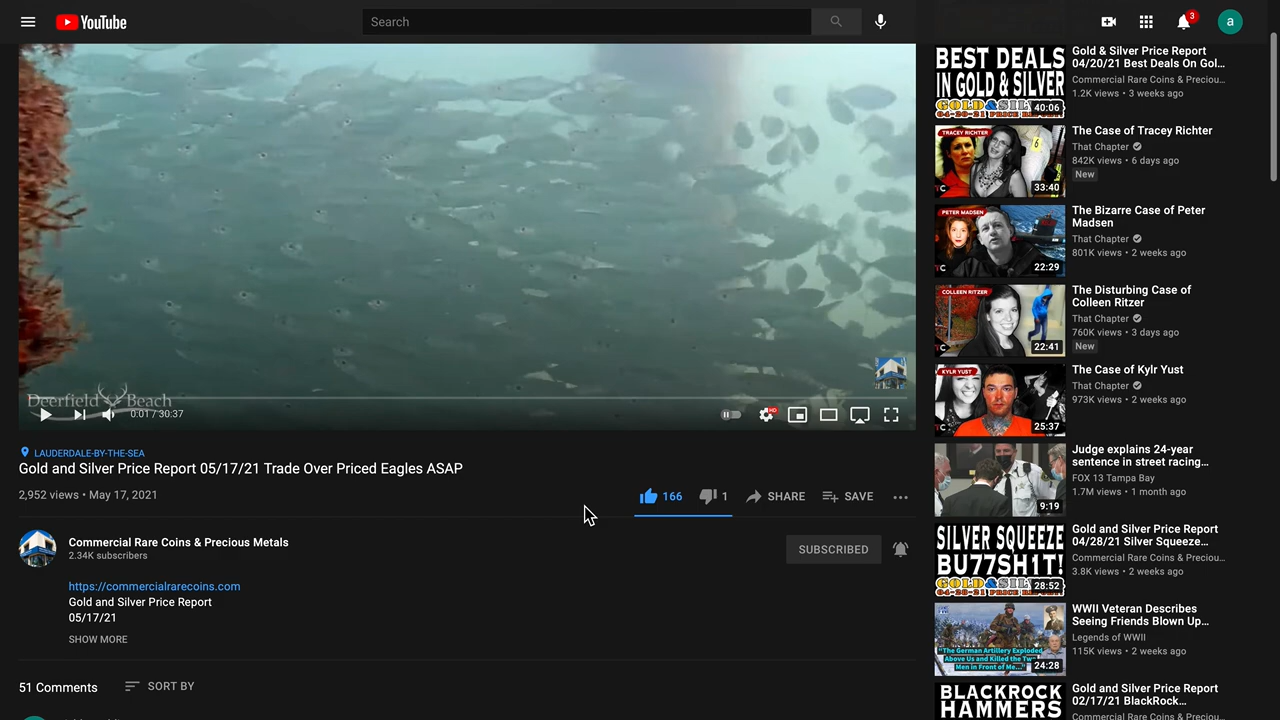 YouTube
Search
3
a
Deerfield Beach
0:01 / 30:37
HD
LAUDERDALE-BY-THE-SEA
Gold and Silver Price Report 05/17/21 Trade Over Priced Eagles ASAP
2,952 views • May 17, 2021
166
1
SHARE
SAVE
Commercial Rare Coins & Precious Metals
2.34K subscribers
SUBSCRIBED
https://commercialrarecoins.com
Gold and Silver Price Report
05/17/21
SHOW MORE
51 Comments
SORT BY
BEST DEALS
IN GOLD & SILVER
GOLD & SIL
04-20-21
40:06
Gold & Silver Price Report
04/20/21 Best Deals On Gol...
Commercial Rare Coins & Preciou...
1.2K views • 3 weeks ago
TRACEY RICHTER
6
TC
33:40
The Case of Tracey Richter
That Chapter
842K views • 6 days ago
New
PETER MADSEN
TC
22:29
The Bizarre Case of Peter
Madsen
That Chapter
801K views • 2 weeks ago
COLLEEN RITZER
TC
22:41
The Disturbing Case of
Colleen Ritzer
That Chapter
760K views • 3 days ago
New
KYLR YUST
TC
25:37
The Case of Kylr Yust
That Chapter
973K views • 2 weeks ago
9:19
Judge explains 24-year
sentence in street racing...
FOX 13 Tampa Bay
1.7M views • 1 month ago
SILVER SQUEEZE
BU77SH1T!
GOLD & SIL
04-28-21
28:52
Gold and Silver Price Report
04/28/21 Silver Squeeze...
Commercial Rare Coins & Preciou...
3.8K views • 2 weeks ago
"The German Artillery Exploded
Above Us and Killed the Two
Men in Front of Me..."
24:28
WWII Veteran Describes
Seeing Friends Blown Up...
Legends of WWII
115K views • 2 weeks ago
BLACKROCK
HAMMERS
Gold and Silver Price Report
02/17/21 BlackRock...
Commercial Rare Coins & Preciou...